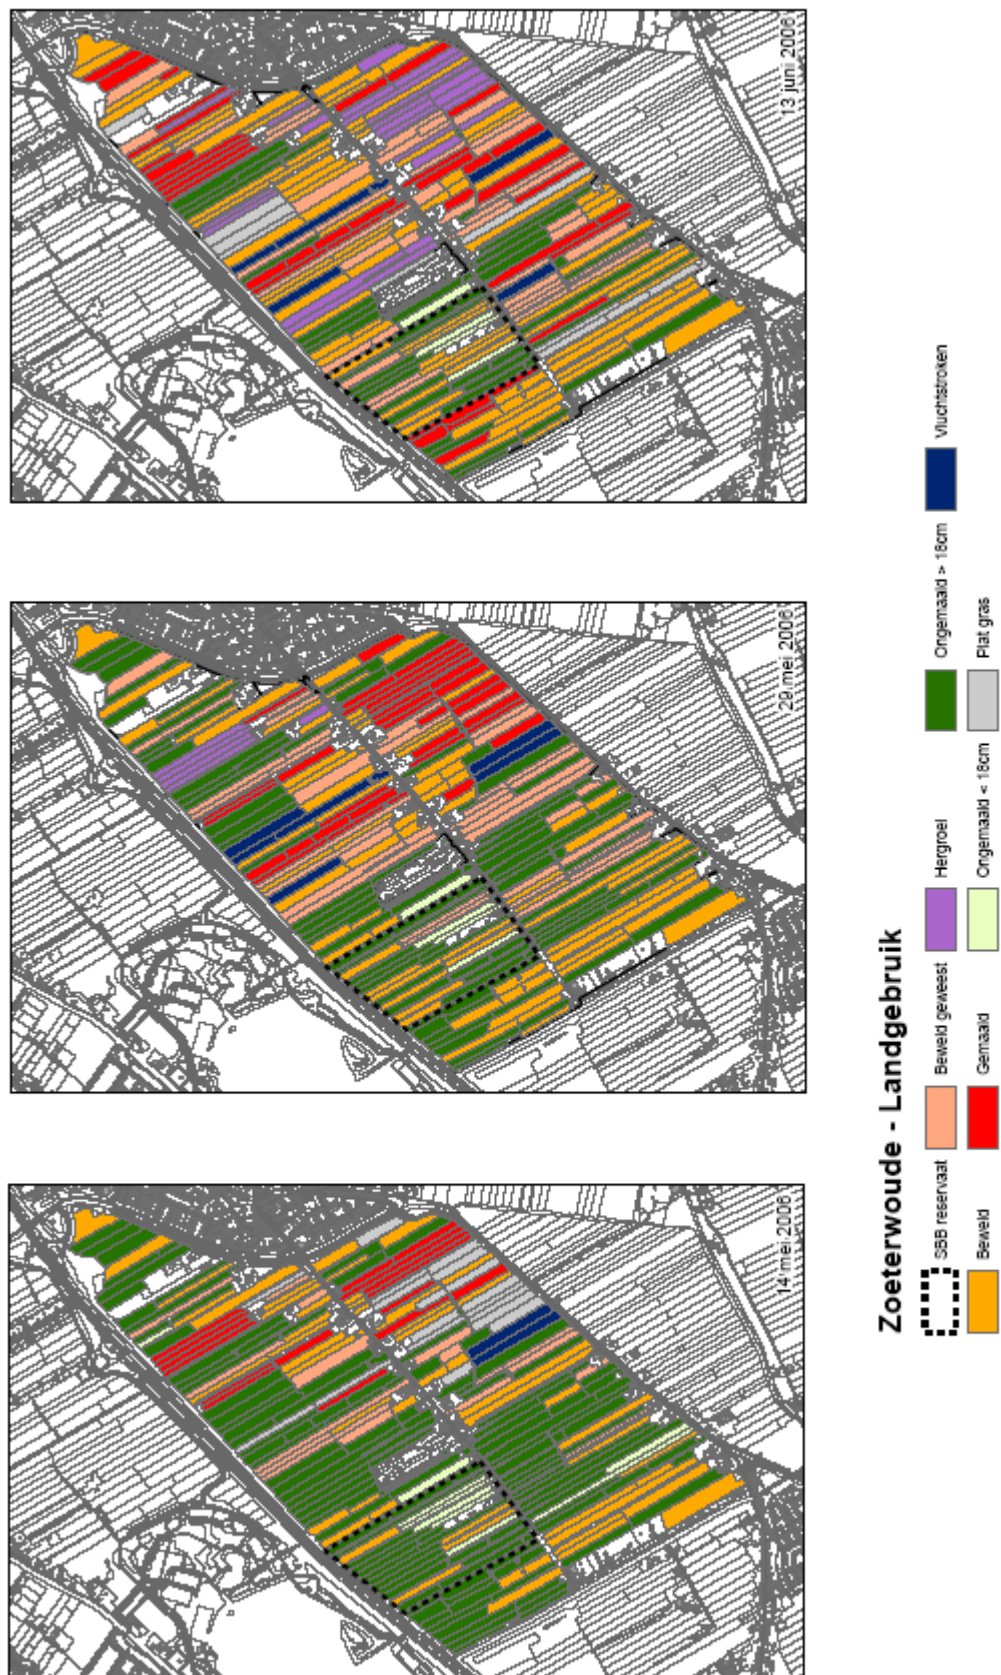 14 mei 2006
29 mei 2006
13 juni 2006
Zoeterwoude - Landgebruik
SBB reservaat
Beweid geweest
Hergroei
Ongemaaid > 18cm
Vluchtstroken
Beweid
Gemaaid
Ongemaaid < 18cm
Plat gras